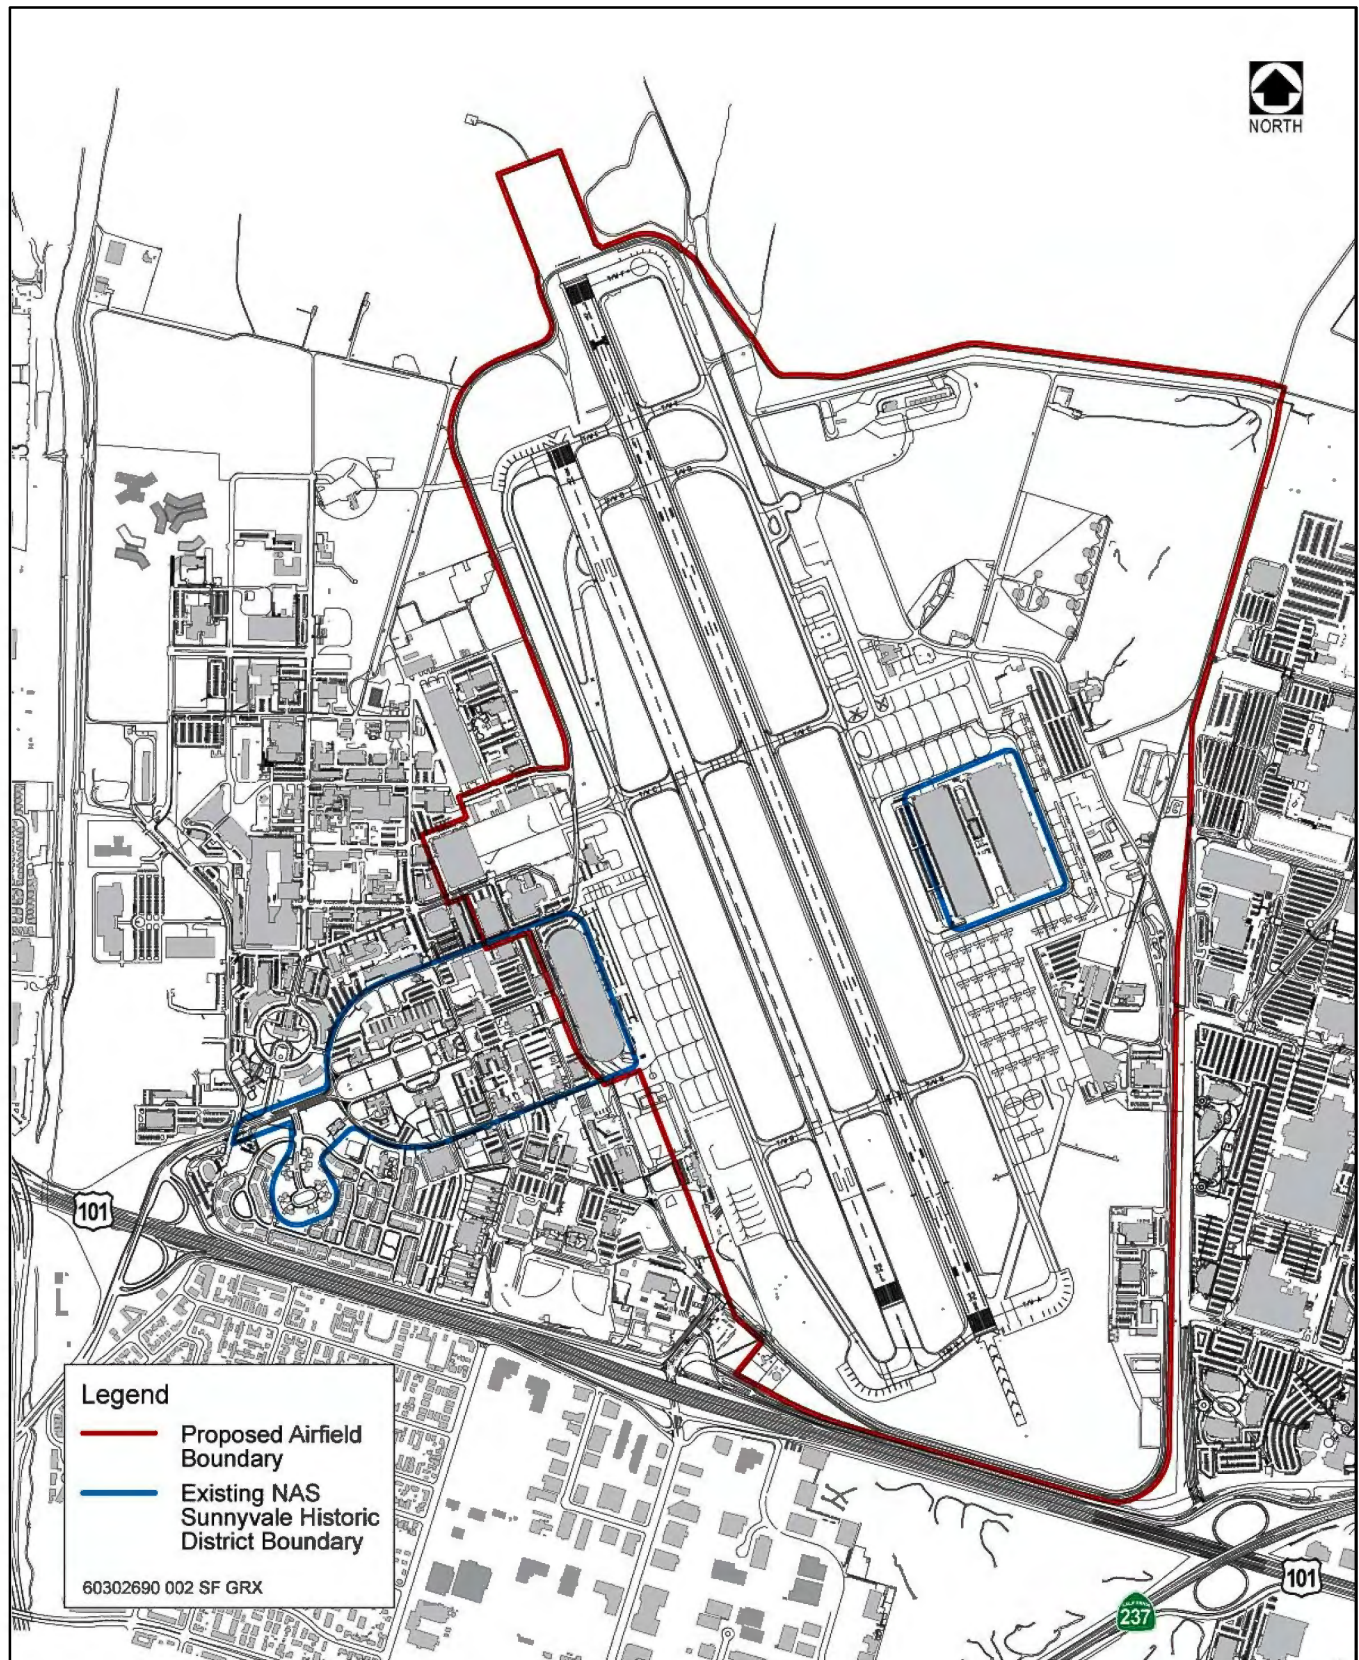 NORTH
101
Legend
Proposed Airfield
Boundary
Existing NAS
Sunnyvale Historic
District Boundary
60302690 002 SF GRX
101
237